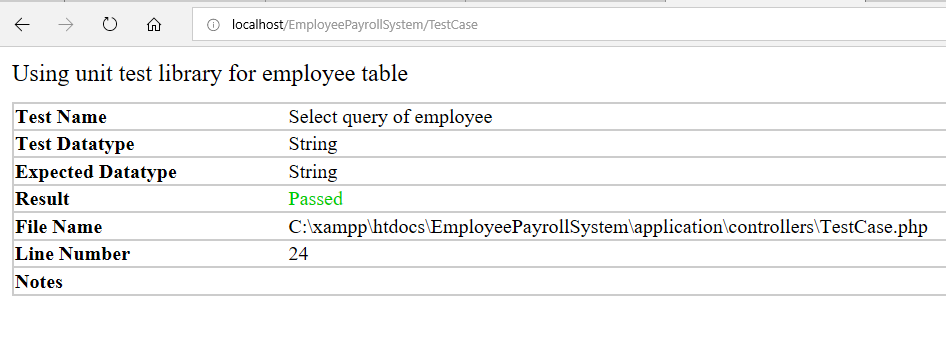 localhost/EmployeePayrollSystem/TestCase
Using unit test library for employee table
Test Name Select query of employee
Test Datatype String
Expected Datatype String
Result Passed
File Name C:\xampp\htdocs\EmployeePayrollSystem\application\controllers\TestCase.php
Line Number 24
Notes